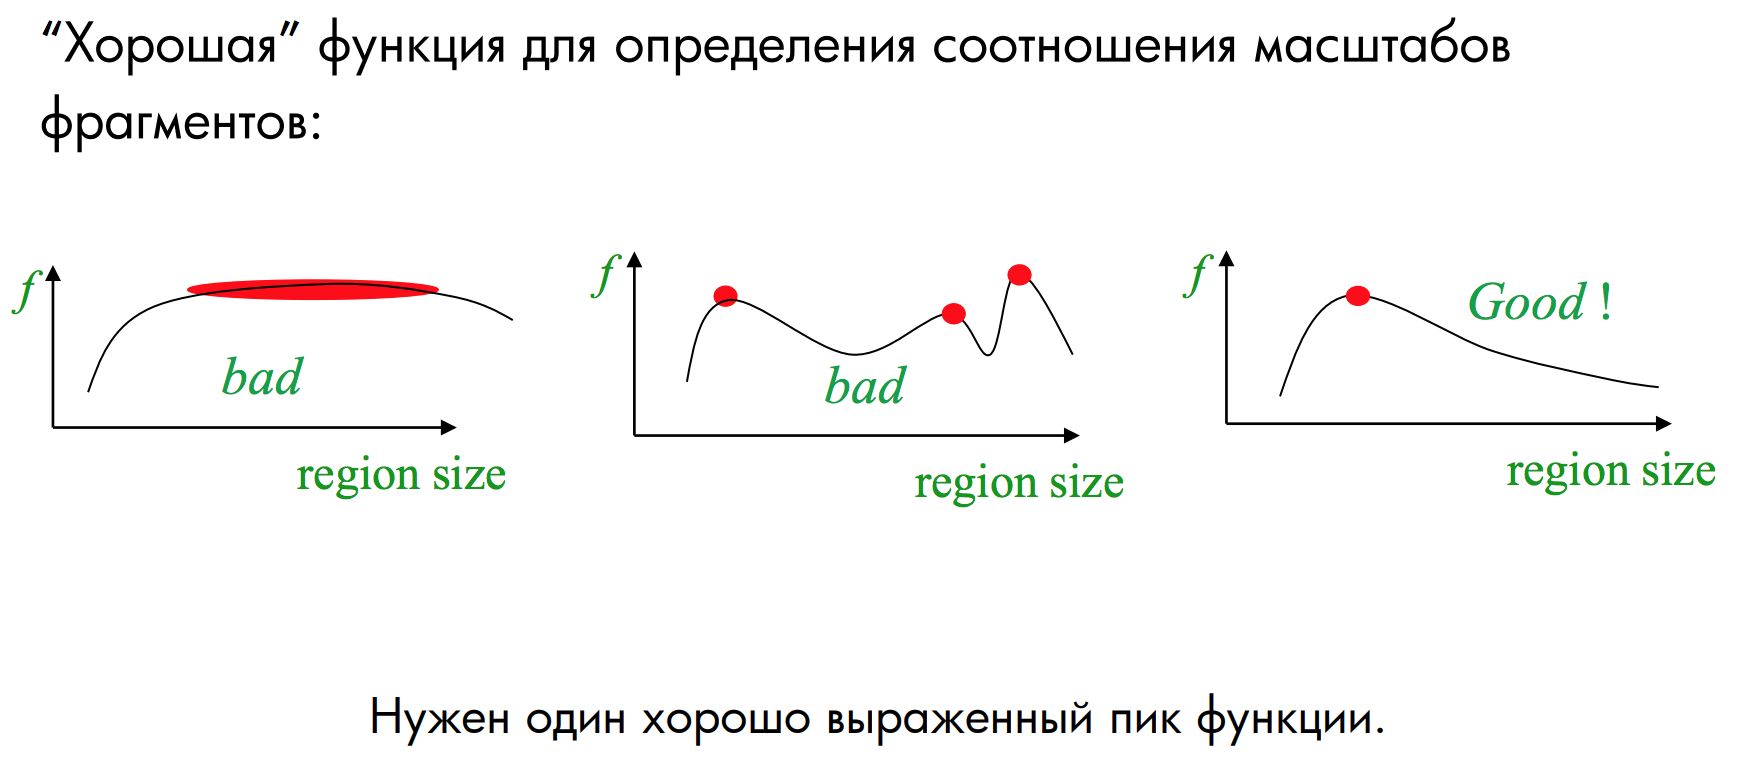 “Хорошая” функция для определения соотношения масштабов
фрагментов:
f
bad
region size
f
bad
region size
f
Good !
region size
Нужен один хорошо выраженный пик функции.